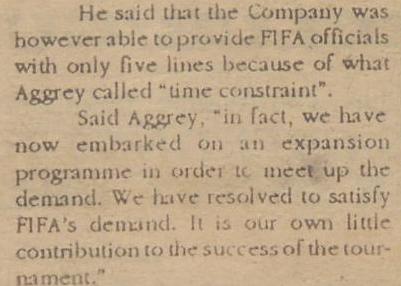 He said that the Company was
however able to provide FIFA officials
with only five lines because of what
Aggrey called "time constraint".
Said Aggrey, "in fact, we have
now embarked on an expansion
programme in order to meet up the
demand. We have resolved to satisfy
FIFA's demand. It is our own little
contribution to the success of the tour-
nament."